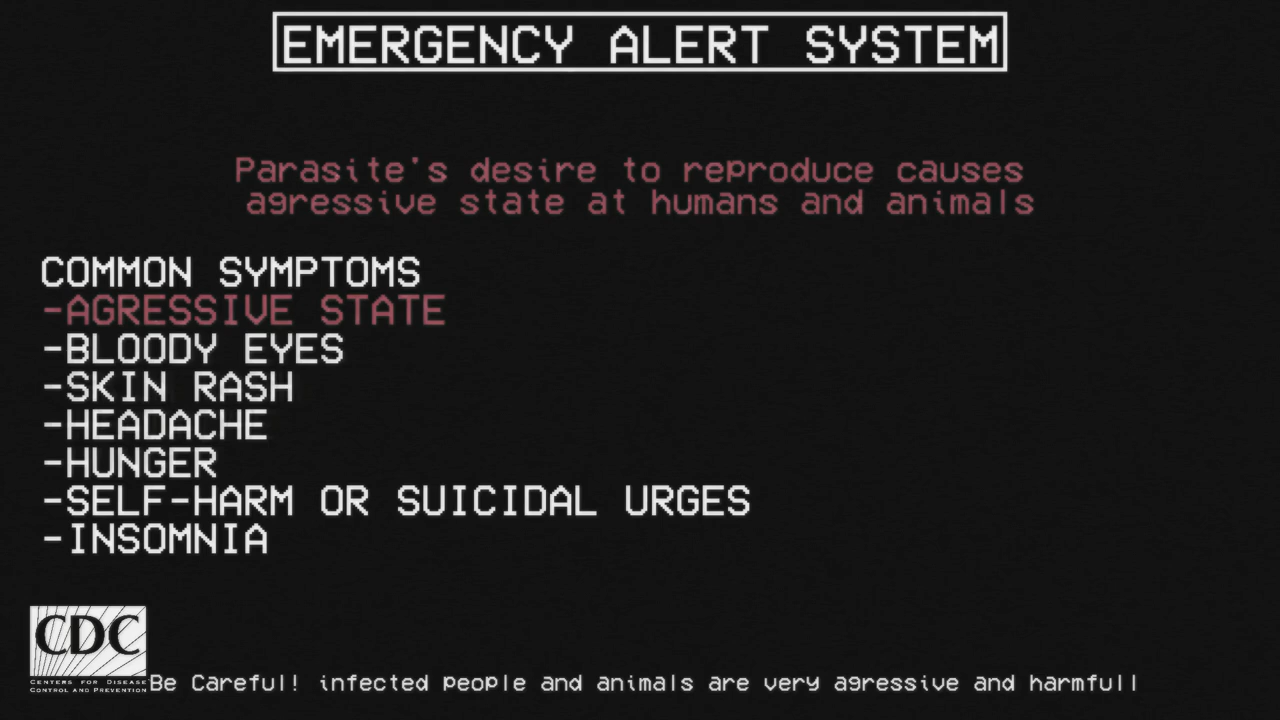 EMERGENCY ALERT SYSTEM
Parasite's desire to reproduce causes
agressive state at humans and animals
COMMON SYMPTOMS
-AGRESSIVE STATE
-BLOODY EYES
-SKIN RASH
-HEADACHE
-HUNGER
-SELF-HARM OR SUICIDAL URGES
-INSOMNIA
CDC
CENTERS FOR DISEASE
CONTROL AND PREVENTION
Be Careful! infected people and animals are very agressive and harmfull